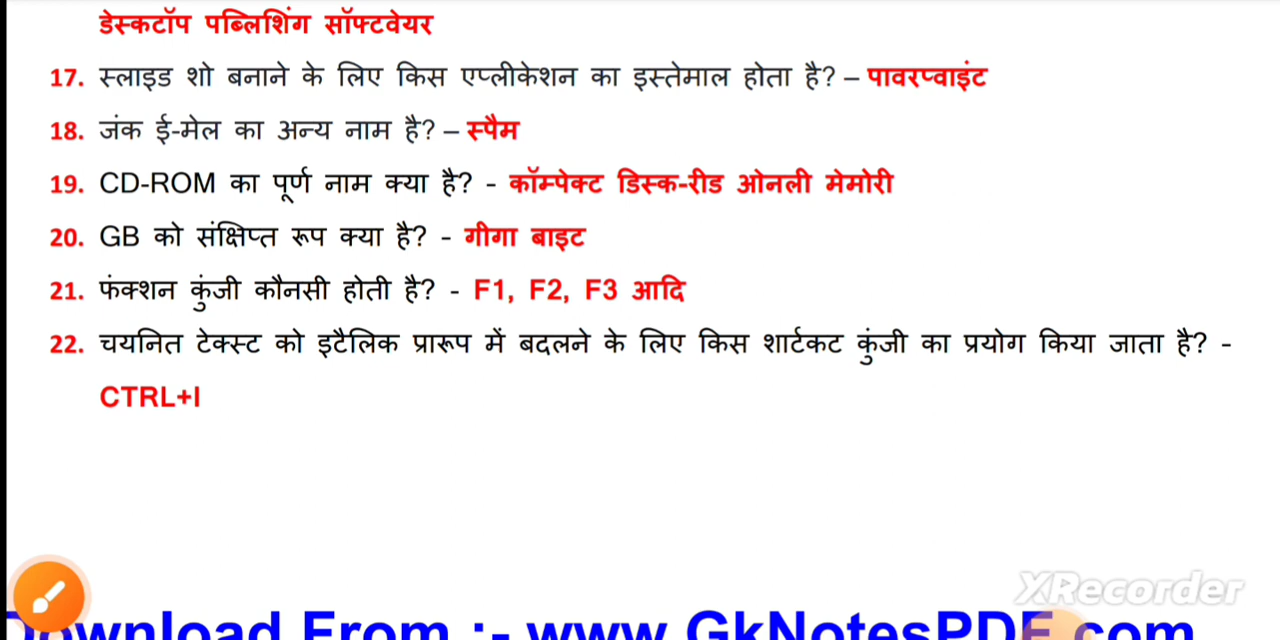 डेस्कटॉप पब्लिशिंग सॉफ्टवेयर
17. स्लाइड शो बनाने के लिए किस एप्लीकेशन का इस्तेमाल होता है? – पावरप्वाइंट
18. जंक ई-मेल का अन्य नाम है? – स्पैम
19. CD-ROM का पूर्ण नाम क्या है? - कॉम्पेक्ट डिस्क-रीड ओनली मेमोरी
20. GB को संक्षिप्त रूप क्या है? - गीगा बाइट
21. फंक्शन कुंजी कौनसी होती है? - F1, F2, F3 आदि
22. चयनित टेक्स्ट को इटैलिक प्रारूप में बदलने के लिए किस शार्टकट कुंजी का प्रयोग किया जाता है? -
CTRL+I
XRecorder
Download From :- www.GkNotesPDF.com